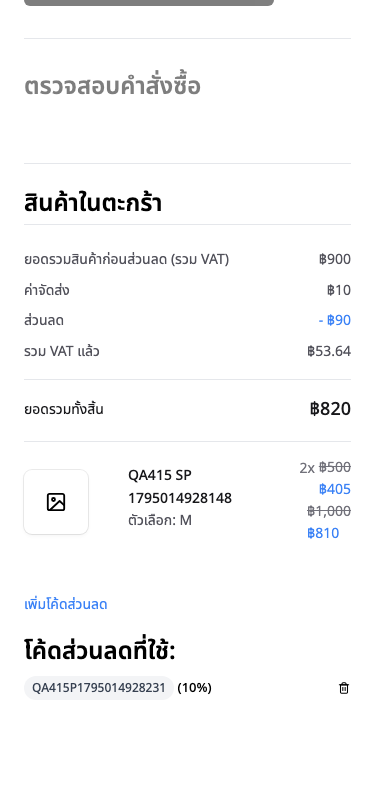 ตรวจสอบคำสั่งซื้อ
สินค้าในตะกร้า
ยอดรวมสินค้าก่อนส่วนลด (รวม VAT) ฿900
ค่าจัดส่ง ฿10
ส่วนลด - ฿90
รวม VAT แล้ว ฿53.64
ยอดรวมทั้งสิ้น ฿820
QA415 SP 1795014928148
ตัวเลือก: M
2x ฿500
฿405
฿1,000
฿810
เพิ่มโค้ดส่วนลด
โค้ดส่วนลดที่ใช้:
QA415P1795014928231 (10%)